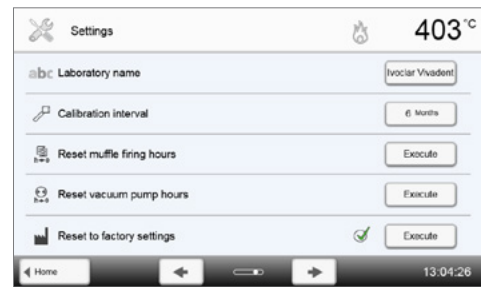 Settings
403°C
abc Laboratory name
Ivoclar Vivadent
Calibration interval
6 Months
Reset muffle firing hours
Execute
Reset vacuum pump hours
Execute
Reset to factory settings
Execute
Home
13:04:26